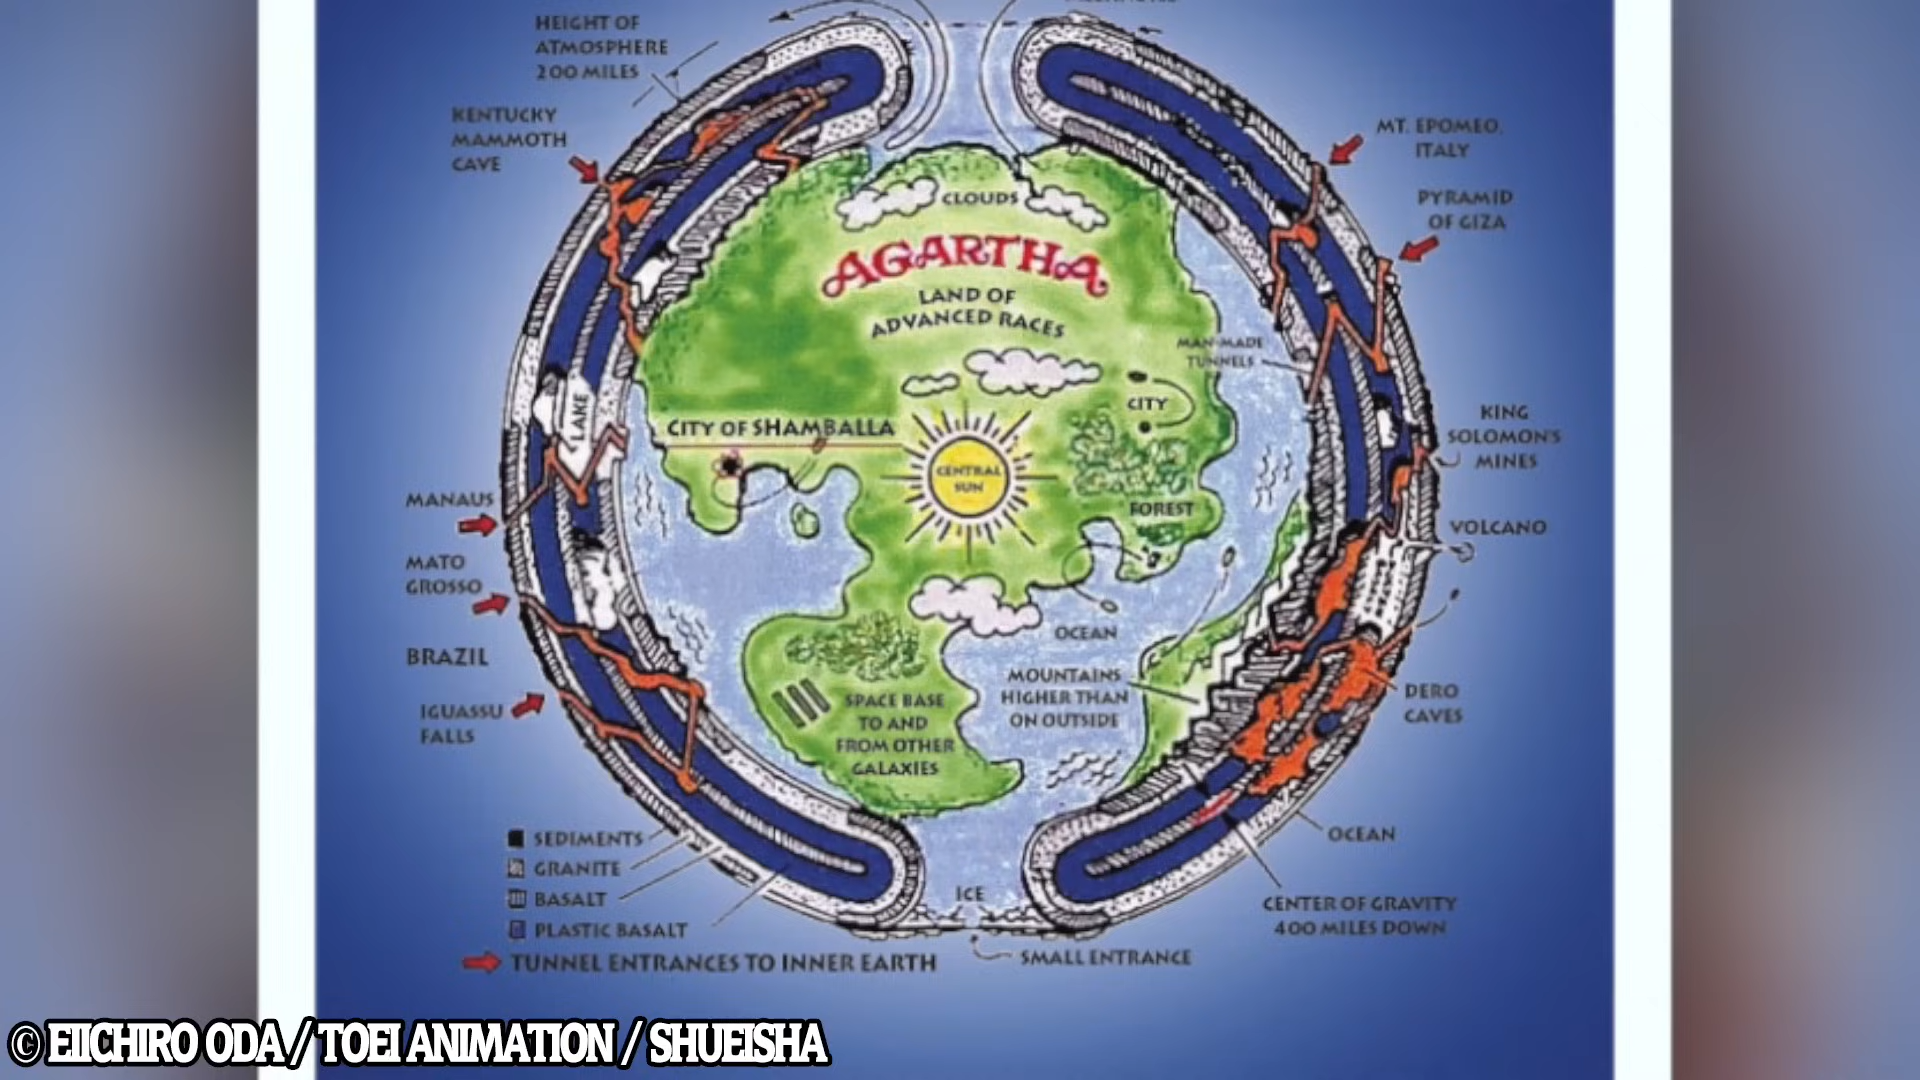 HEIGHT OF
ATMOSPHERE
200 MILES
KENTUCKY
MAMMOTH
CAVE
MT. EPOMEO,
ITALY
PYRAMID
OF GIZA
CLOUDS
AGARTHA
LAND OF
ADVANCED RACES
MAN-MADE
TUNNELS
CITY
LAKE
CITY OF SHAMBALLA
CENTRAL
SUN
KING
SOLOMON'S
MINES
MANAUS
FOREST
VOLCANO
MATO
GROSSO
OCEAN
BRAZIL
MOUNTAINS
HIGHER THAN
ON OUTSIDE
SPACE BASE
TO AND
FROM OTHER
GALAXIES
IGUASSU
FALLS
DERO
CAVES
SEDIMENTS
GRANITE
BASALT
PLASTIC BASALT
TUNNEL ENTRANCES TO INNER EARTH
OCEAN
ICE
CENTER OF GRAVITY
400 MILES DOWN
SMALL ENTRANCE
© EIICHIRO ODA / TOEI ANIMATION / SHUEISHA